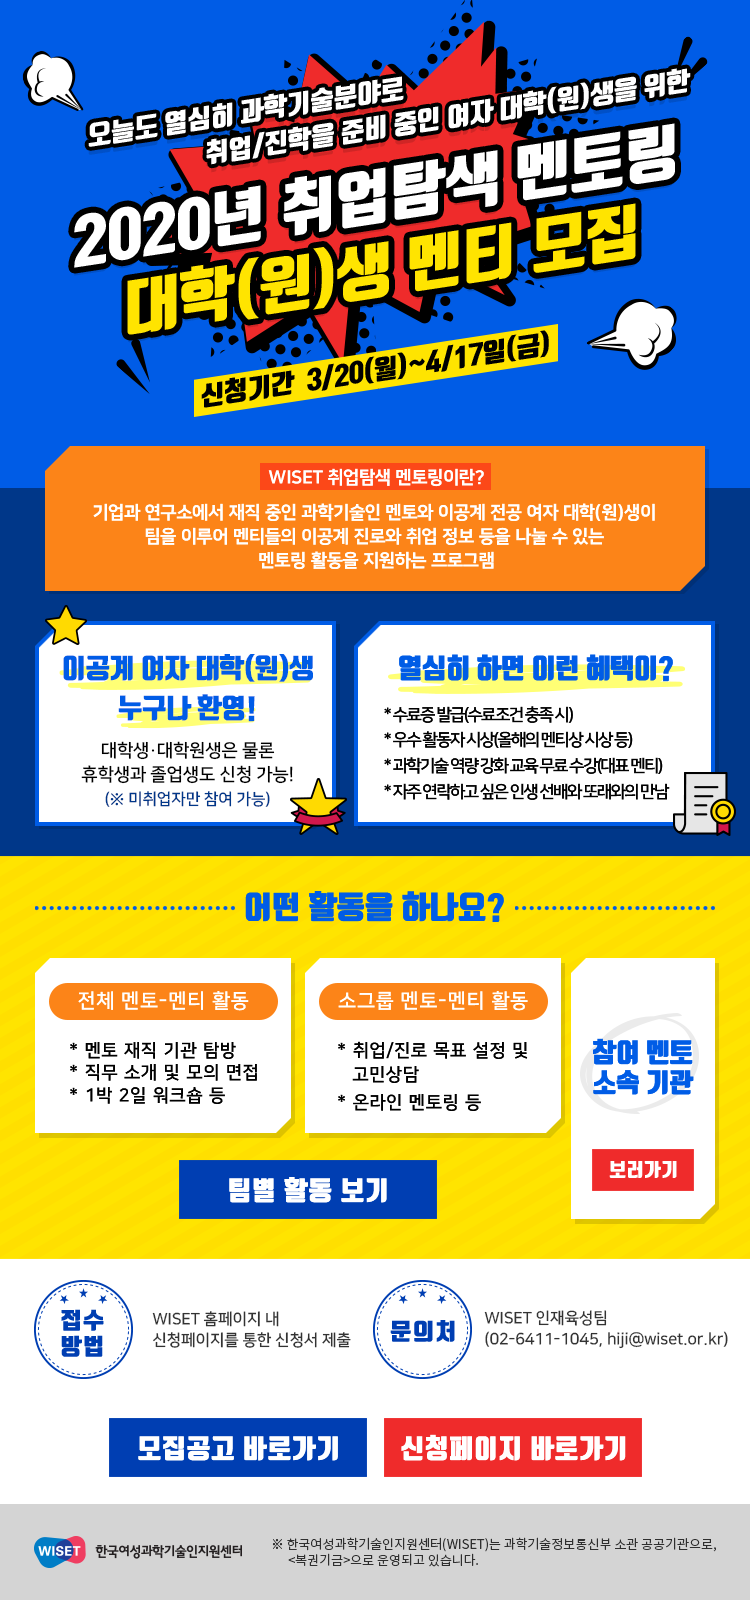 오늘도 열심히 과학기술분야로
취업/진학을 준비 중인 여자 대학(원)생을 위한
2020년 취업탐색 멘토링
대학(원)생 멘티 모집
신청기간 3/20(월)~4/17일(금)
WISET 취업탐색 멘토링이란?
기업과 연구소에서 재직 중인 과학기술인 멘토와 이공계 전공 여자 대학(원)생이
팀을 이루어 멘티들의 이공계 진로와 취업 정보 등을 나눌 수 있는
멘토링 활동을 지원하는 프로그램
이공계 여자 대학(원)생
누구나 환영!
대학생·대학원생은 물론
휴학생과 졸업생도 신청 가능!
(※ 미취업자만 참여 가능)
열심히 하면 이런 혜택이?
* 수료증 발급(수료조건 충족 시)
* 우수 활동자 시상(올해의 멘티상 시상 등)
* 과학기술 역량 강화 교육 무료 수강(대표 멘티)
* 자주 연락하고 싶은 인생 선배와 또래와의 만남
어떤 활동을 하나요?
전체 멘토-멘티 활동
* 멘토 재직 기관 탐방
* 직무 소개 및 모의 면접
* 1박 2일 워크숍 등
소그룹 멘토-멘티 활동
* 취업/진로 목표 설정 및
고민상담
* 온라인 멘토링 등
참여 멘토
소속 기관
보러가기
팀별 활동 보기
접수
방법
WISET 홈페이지 내
신청페이지를 통한 신청서 제출
문의처
WISET 인재육성팀
(02-6411-1045, hiji@wiset.or.kr)
모집공고 바로가기
신청페이지 바로가기
WISET 한국여성과학기술인지원센터
※ 한국여성과학기술인지원센터(WISET)는 과학기술정보통신부 소관 공공기관으로,
<복권기금>으로 운영되고 있습니다.